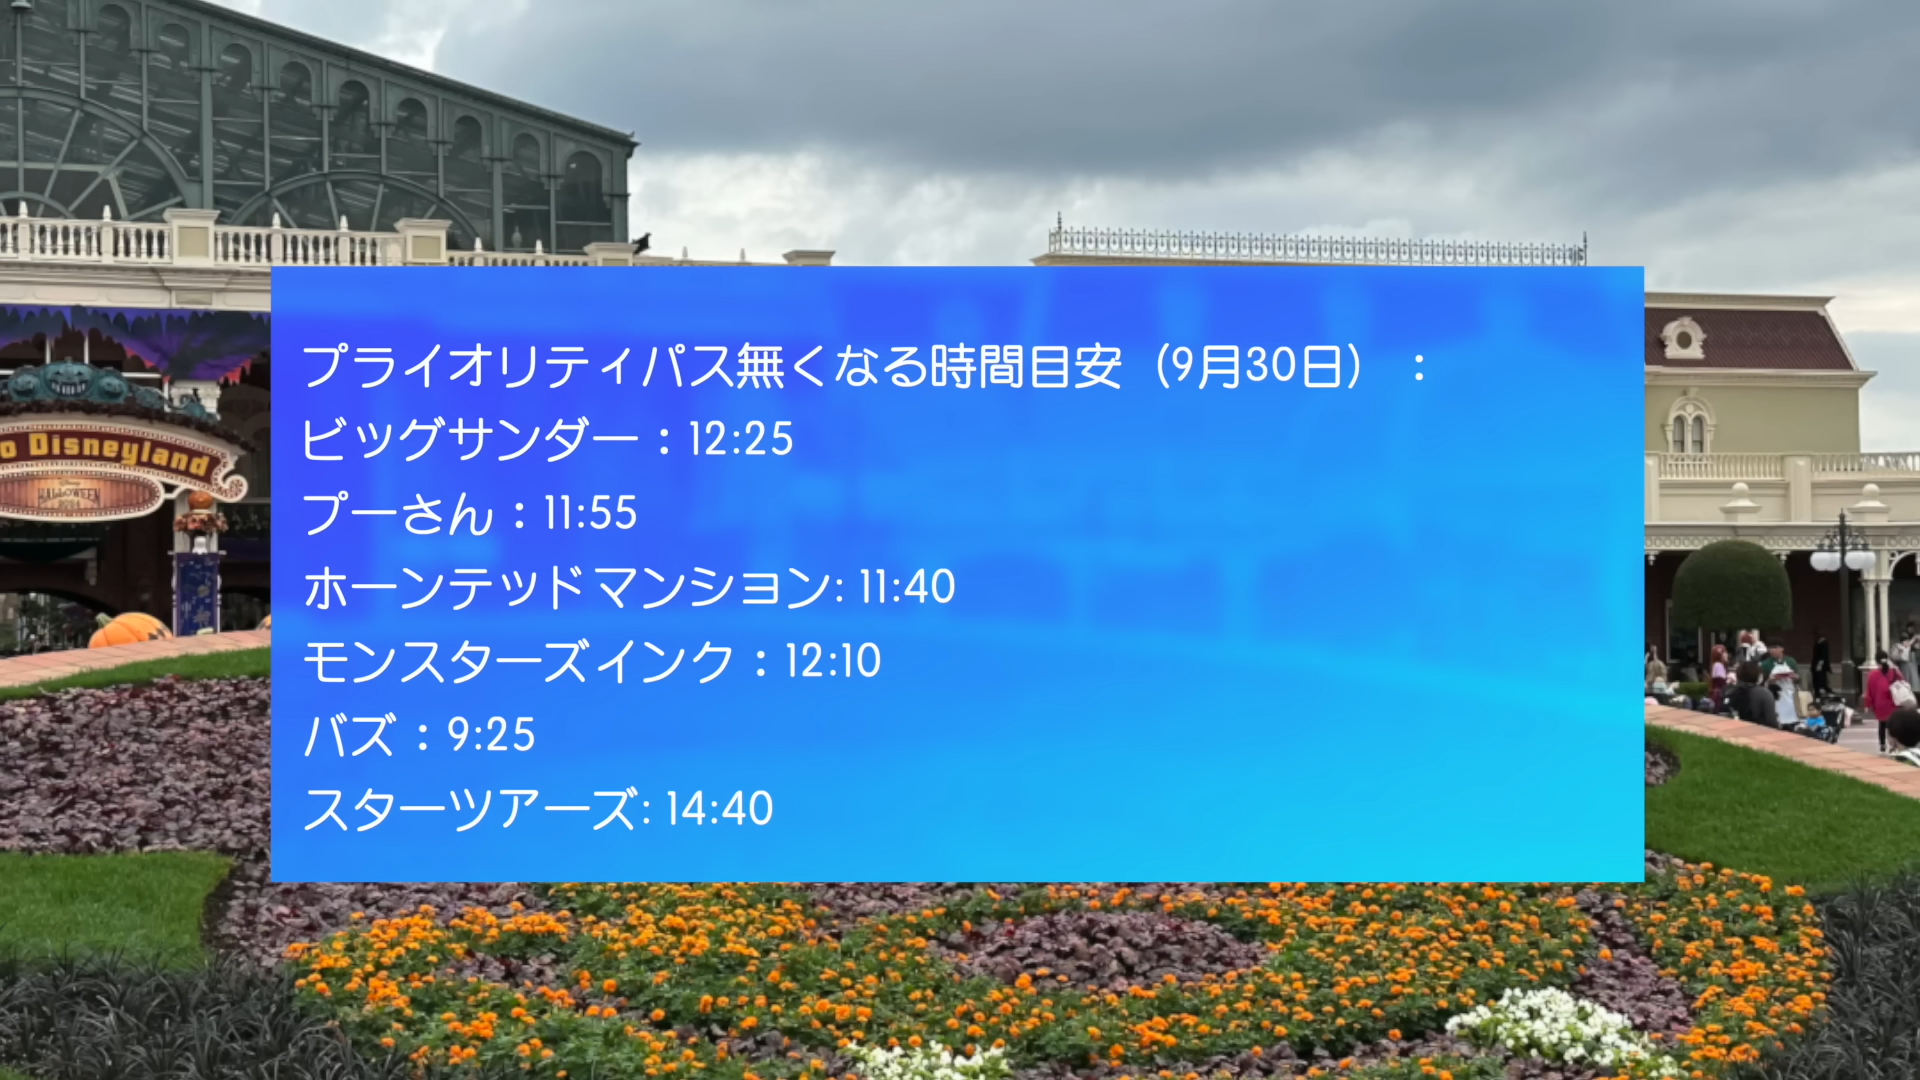 プライオリティパス無くなる時間目安（9月30日）：
ビッグサンダー：12:25
プーさん：11:55
ホーンテッドマンション: 11:40
モンスターズインク：12:10
バズ：9:25
スターツアーズ: 14:40
o Disneyland
Disney
HALLOWEEN